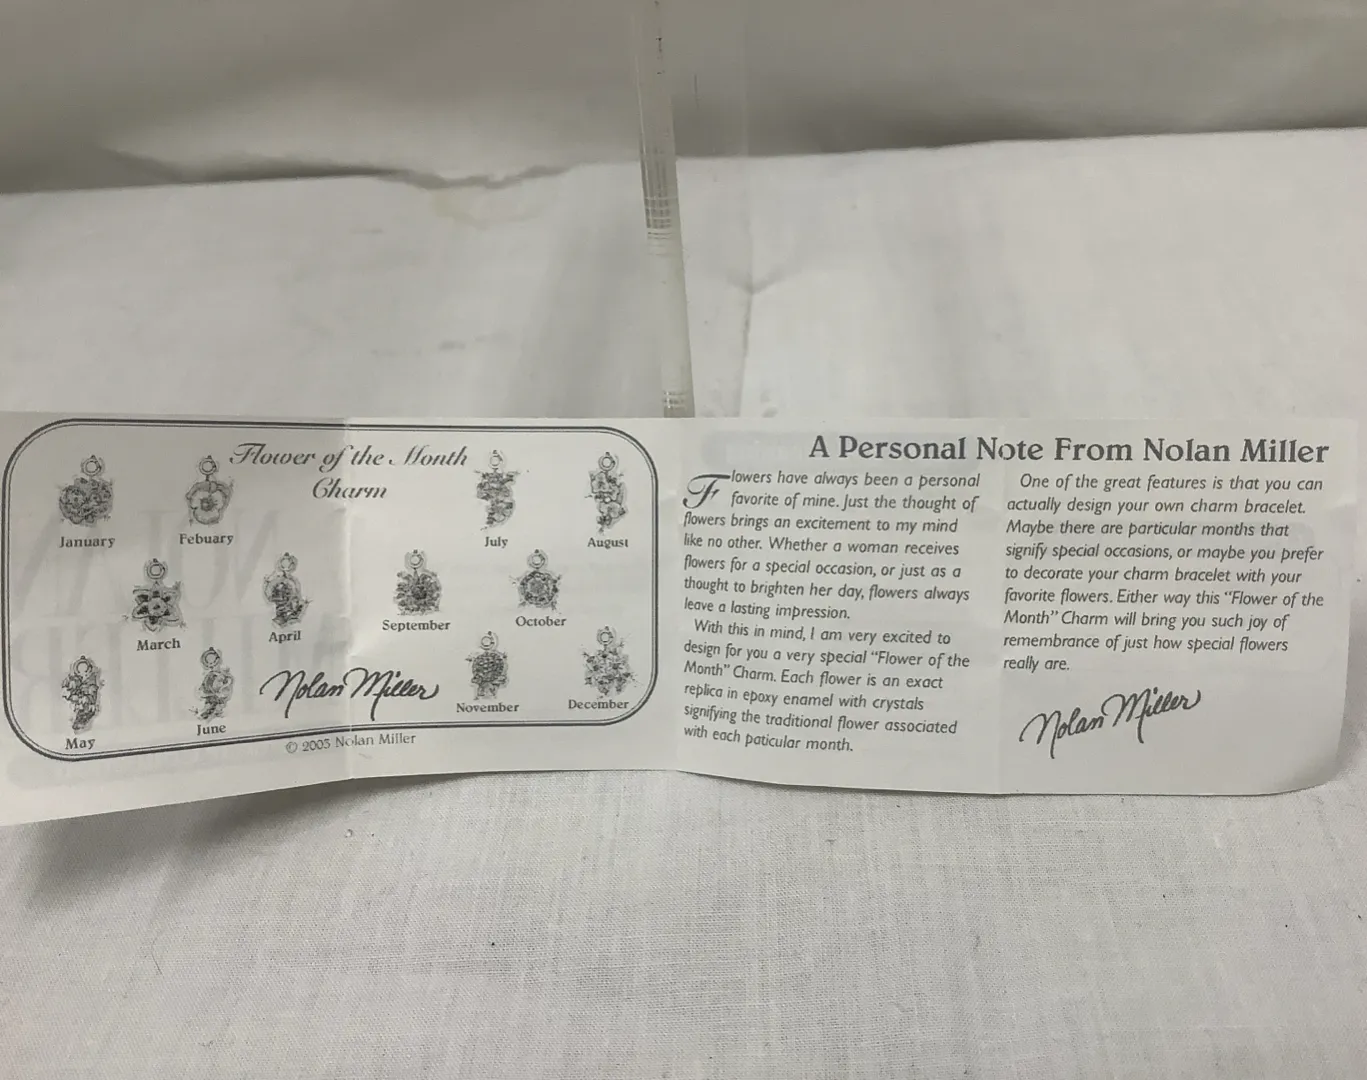 Flower of the Month
Charm
January
Febuary
July
August
March
April
September
October
May
June
Nolan Miller
November
December
© 2005 Nolan Miller
A Personal Note From Nolan Miller
Flowers have always been a personal
favorite of mine. Just the thought of
flowers brings an excitement to my mind
like no other. Whether a woman receives
flowers for a special occasion, or just as a
thought to brighten her day, flowers always
leave a lasting impression.
With this in mind, I am very excited to
design for you a very special "Flower of the
Month" Charm. Each flower is an exact
replica in epoxy enamel with crystals
signifying the traditional flower associated
with each paticular month.
One of the great features is that you can
actually design your own charm bracelet.
Maybe there are particular months that
signify special occasions, or maybe you prefer
to decorate your charm bracelet with your
favorite flowers. Either way this "Flower of the
Month" Charm will bring you such joy of
remembrance of just how special flowers
really are.
Nolan Miller